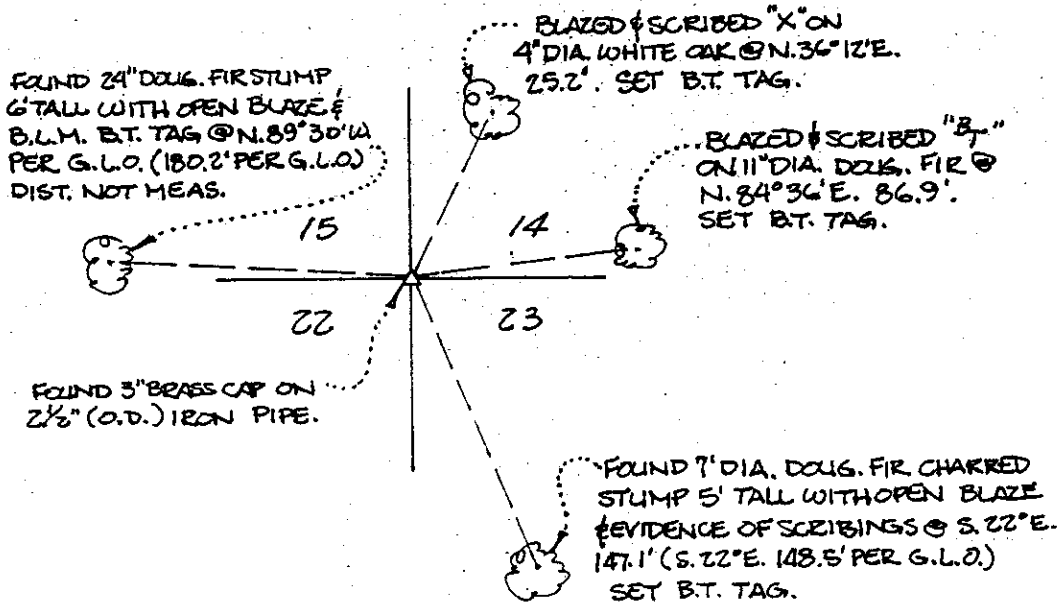 BLAZED & SCRIBED "X" ON
4" DIA. WHITE OAK @ N.36°12'E.
25.2'. SET B.T. TAG.
FOUND 24" DOUG. FIR STUMP
6' TALL WITH OPEN BLAZE &
B.L.M. B.T. TAG @ N.89°30'W
PER G.L.O. (180.2' PER G.L.O.)
DIST. NOT MEAS.
BLAZED & SCRIBED "BT"
ON 11" DIA. DOUG. FIR @
N.84°36'E. 86.9'.
SET B.T. TAG.
15 14
22 23
FOUND 3" BRASS CAP ON
2½" (O.D.) IRON PIPE.
FOUND 7' DIA. DOUG. FIR CHARRED
STUMP 5' TALL WITH OPEN BLAZE
& EVIDENCE OF SCRIBINGS @ S.22°E.
147.1' (S.22°E. 148.5' PER G.L.O.)
SET B.T. TAG.